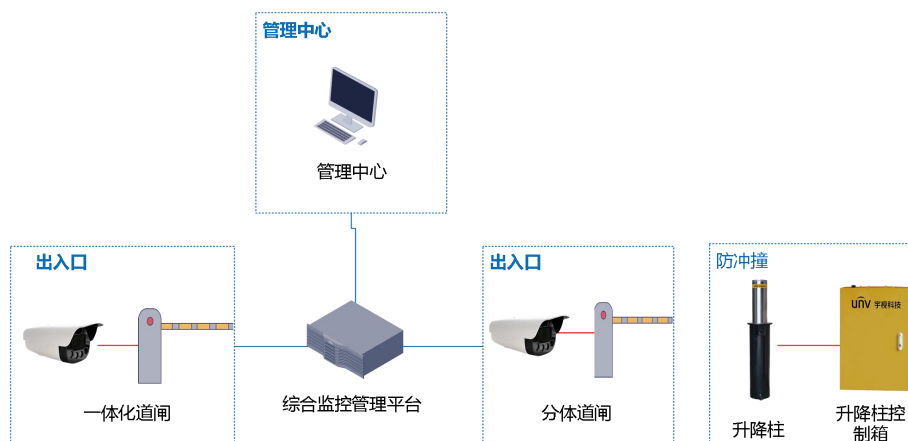 管理中心
管理中心
出入口
一体化道闸
综合监控管理平台
出入口
分体道闸
防冲撞
unv 宇视科技
升降柱
升降柱控
制箱